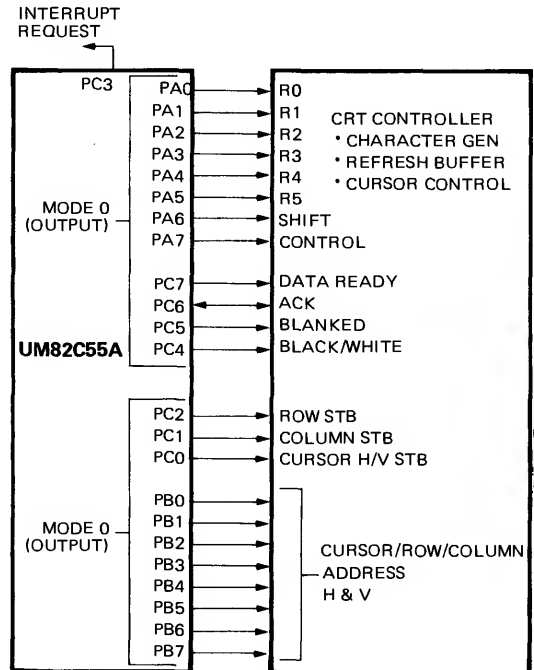 INTERRUPT
REQUEST
PC3
PA0
PA1
PA2
PA3
PA4
PA5
PA6
PA7
MODE 0
(OUTPUT)
PC7
PC6
PC5
PC4
UM82C55A
PC2
PC1
PC0
MODE 0
(OUTPUT)
PB0
PB1
PB2
PB3
PB4
PB5
PB6
PB7
R0
R1
R2
R3
R4
R5
SHIFT
CONTROL
CRT CONTROLLER
• CHARACTER GEN
• REFRESH BUFFER
• CURSOR CONTROL
DATA READY
ACK
BLANKED
BLACK/WHITE
ROW STB
COLUMN STB
CURSOR H/V STB
CURSOR/ROW/COLUMN
ADDRESS
H & V